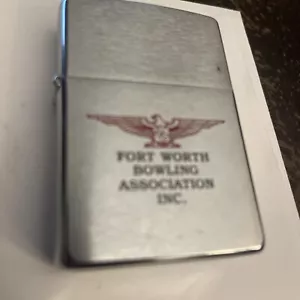 FORT WORTH
BOWLING
ASSOCIATION
INC.